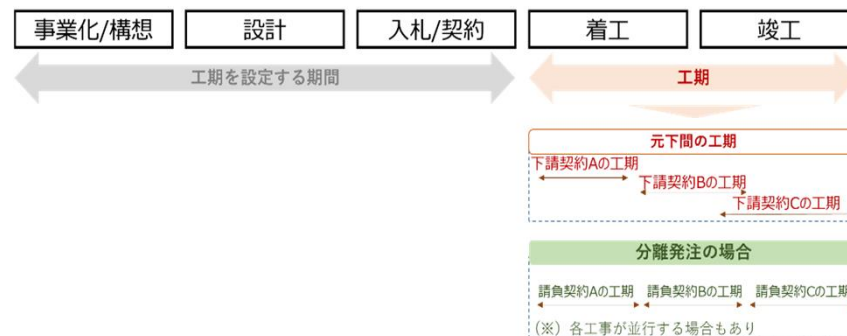 事業化/構想 設計 入札/契約 着工 竣工
工期を設定する期間 工期
元下間の工期
下請契約Aの工期
下請契約Bの工期
下請契約Cの工期
分離発注の場合
請負契約Aの工期 請負契約Bの工期 請負契約Cの工期
(※) 各工事が並行する場合もあり